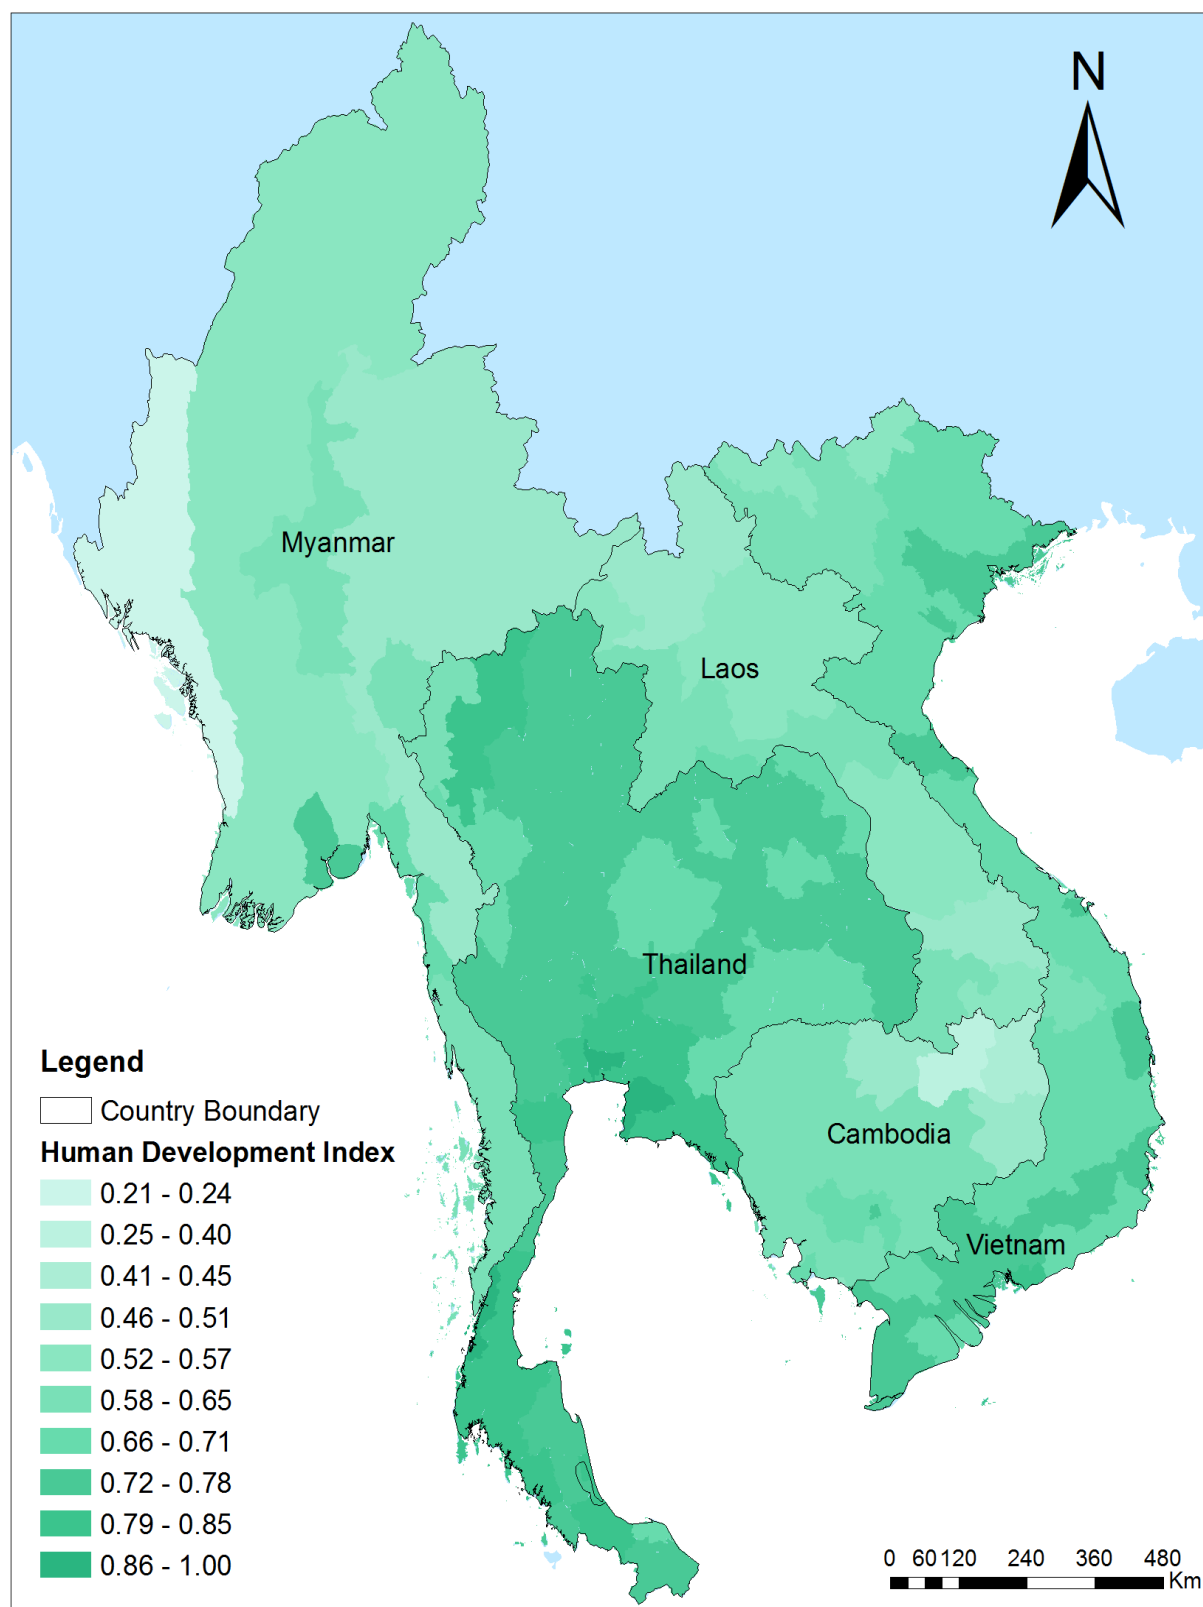 N
Myanmar
Laos
Thailand
Cambodia
Vietnam
Legend
Country Boundary
Human Development Index
0.21 - 0.24
0.25 - 0.40
0.41 - 0.45
0.46 - 0.51
0.52 - 0.57
0.58 - 0.65
0.66 - 0.71
0.72 - 0.78
0.79 - 0.85
0.86 - 1.00
0 60 120 240 360 480
Km